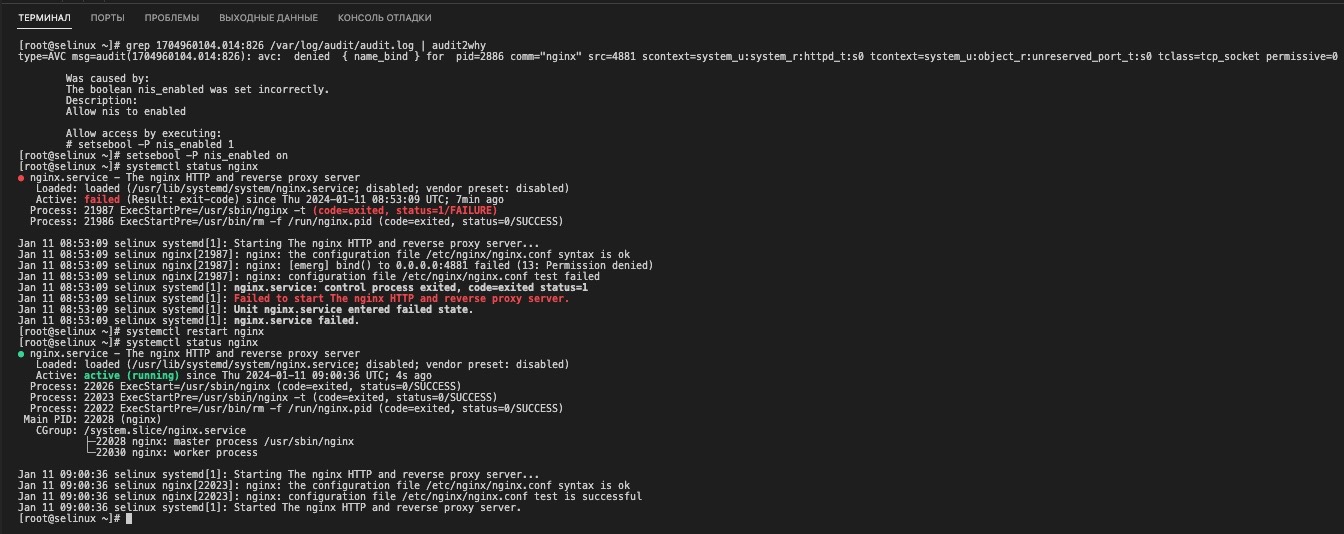 ТЕРМИНАЛ ПОРТЫ ПРОБЛЕМЫ ВЫХОДНЫЕ ДАННЫЕ КОНСОЛЬ ОТЛАДКИ
[root@selinux ~]# grep 1704960104.014:826 /var/log/audit/audit.log | audit2why
type=AVC msg=audit(1704960104.014:826): avc:  denied  { name_bind } for  pid=2886 comm="nginx" src=4881 scontext=system_u:system_r:httpd_t:s0 tcontext=system_u:object_r:unreserved_port_t:s0 tclass=tcp_socket permissive=0
Was caused by:
The boolean nis_enabled was set incorrectly.
Description:
Allow nis to enabled
Allow access by executing:
# setsebool -P nis_enabled 1
[root@selinux ~]# setsebool -P nis_enabled on
[root@selinux ~]# systemctl status nginx
● nginx.service - The nginx HTTP and reverse proxy server
Loaded: loaded (/usr/lib/systemd/system/nginx.service; disabled; vendor preset: disabled)
Active: failed (Result: exit-code) since Thu 2024-01-11 08:53:09 UTC; 7min ago
Process: 21987 ExecStartPre=/usr/sbin/nginx -t (code=exited, status=1/FAILURE)
Process: 21986 ExecStartPre=/usr/bin/rm -f /run/nginx.pid (code=exited, status=0/SUCCESS)
Jan 11 08:53:09 selinux systemd[1]: Starting The nginx HTTP and reverse proxy server...
Jan 11 08:53:09 selinux nginx[21987]: nginx: the configuration file /etc/nginx/nginx.conf syntax is ok
Jan 11 08:53:09 selinux nginx[21987]: nginx: [emerg] bind() to 0.0.0.0:4881 failed (13: Permission denied)
Jan 11 08:53:09 selinux nginx[21987]: nginx: configuration file /etc/nginx/nginx.conf test failed
Jan 11 08:53:09 selinux systemd[1]: nginx.service: control process exited, code=exited status=1
Jan 11 08:53:09 selinux systemd[1]: Failed to start The nginx HTTP and reverse proxy server.
Jan 11 08:53:09 selinux systemd[1]: Unit nginx.service entered failed state.
Jan 11 08:53:09 selinux systemd[1]: nginx.service failed.
[root@selinux ~]# systemctl restart nginx
[root@selinux ~]# systemctl status nginx
● nginx.service - The nginx HTTP and reverse proxy server
Loaded: loaded (/usr/lib/systemd/system/nginx.service; disabled; vendor preset: disabled)
Active: active (running) since Thu 2024-01-11 09:00:36 UTC; 4s ago
Process: 22026 ExecStart=/usr/sbin/nginx (code=exited, status=0/SUCCESS)
Process: 22023 ExecStartPre=/usr/sbin/nginx -t (code=exited, status=0/SUCCESS)
Process: 22022 ExecStartPre=/usr/bin/rm -f /run/nginx.pid (code=exited, status=0/SUCCESS)
Main PID: 22028 (nginx)
CGroup: /system.slice/nginx.service
├─22028 nginx: master process /usr/sbin/nginx
└─22030 nginx: worker process
Jan 11 09:00:36 selinux systemd[1]: Starting The nginx HTTP and reverse proxy server...
Jan 11 09:00:36 selinux nginx[22023]: nginx: the configuration file /etc/nginx/nginx.conf syntax is ok
Jan 11 09:00:36 selinux nginx[22023]: nginx: configuration file /etc/nginx/nginx.conf test is successful
Jan 11 09:00:36 selinux systemd[1]: Started The nginx HTTP and reverse proxy server.
[root@selinux ~]#